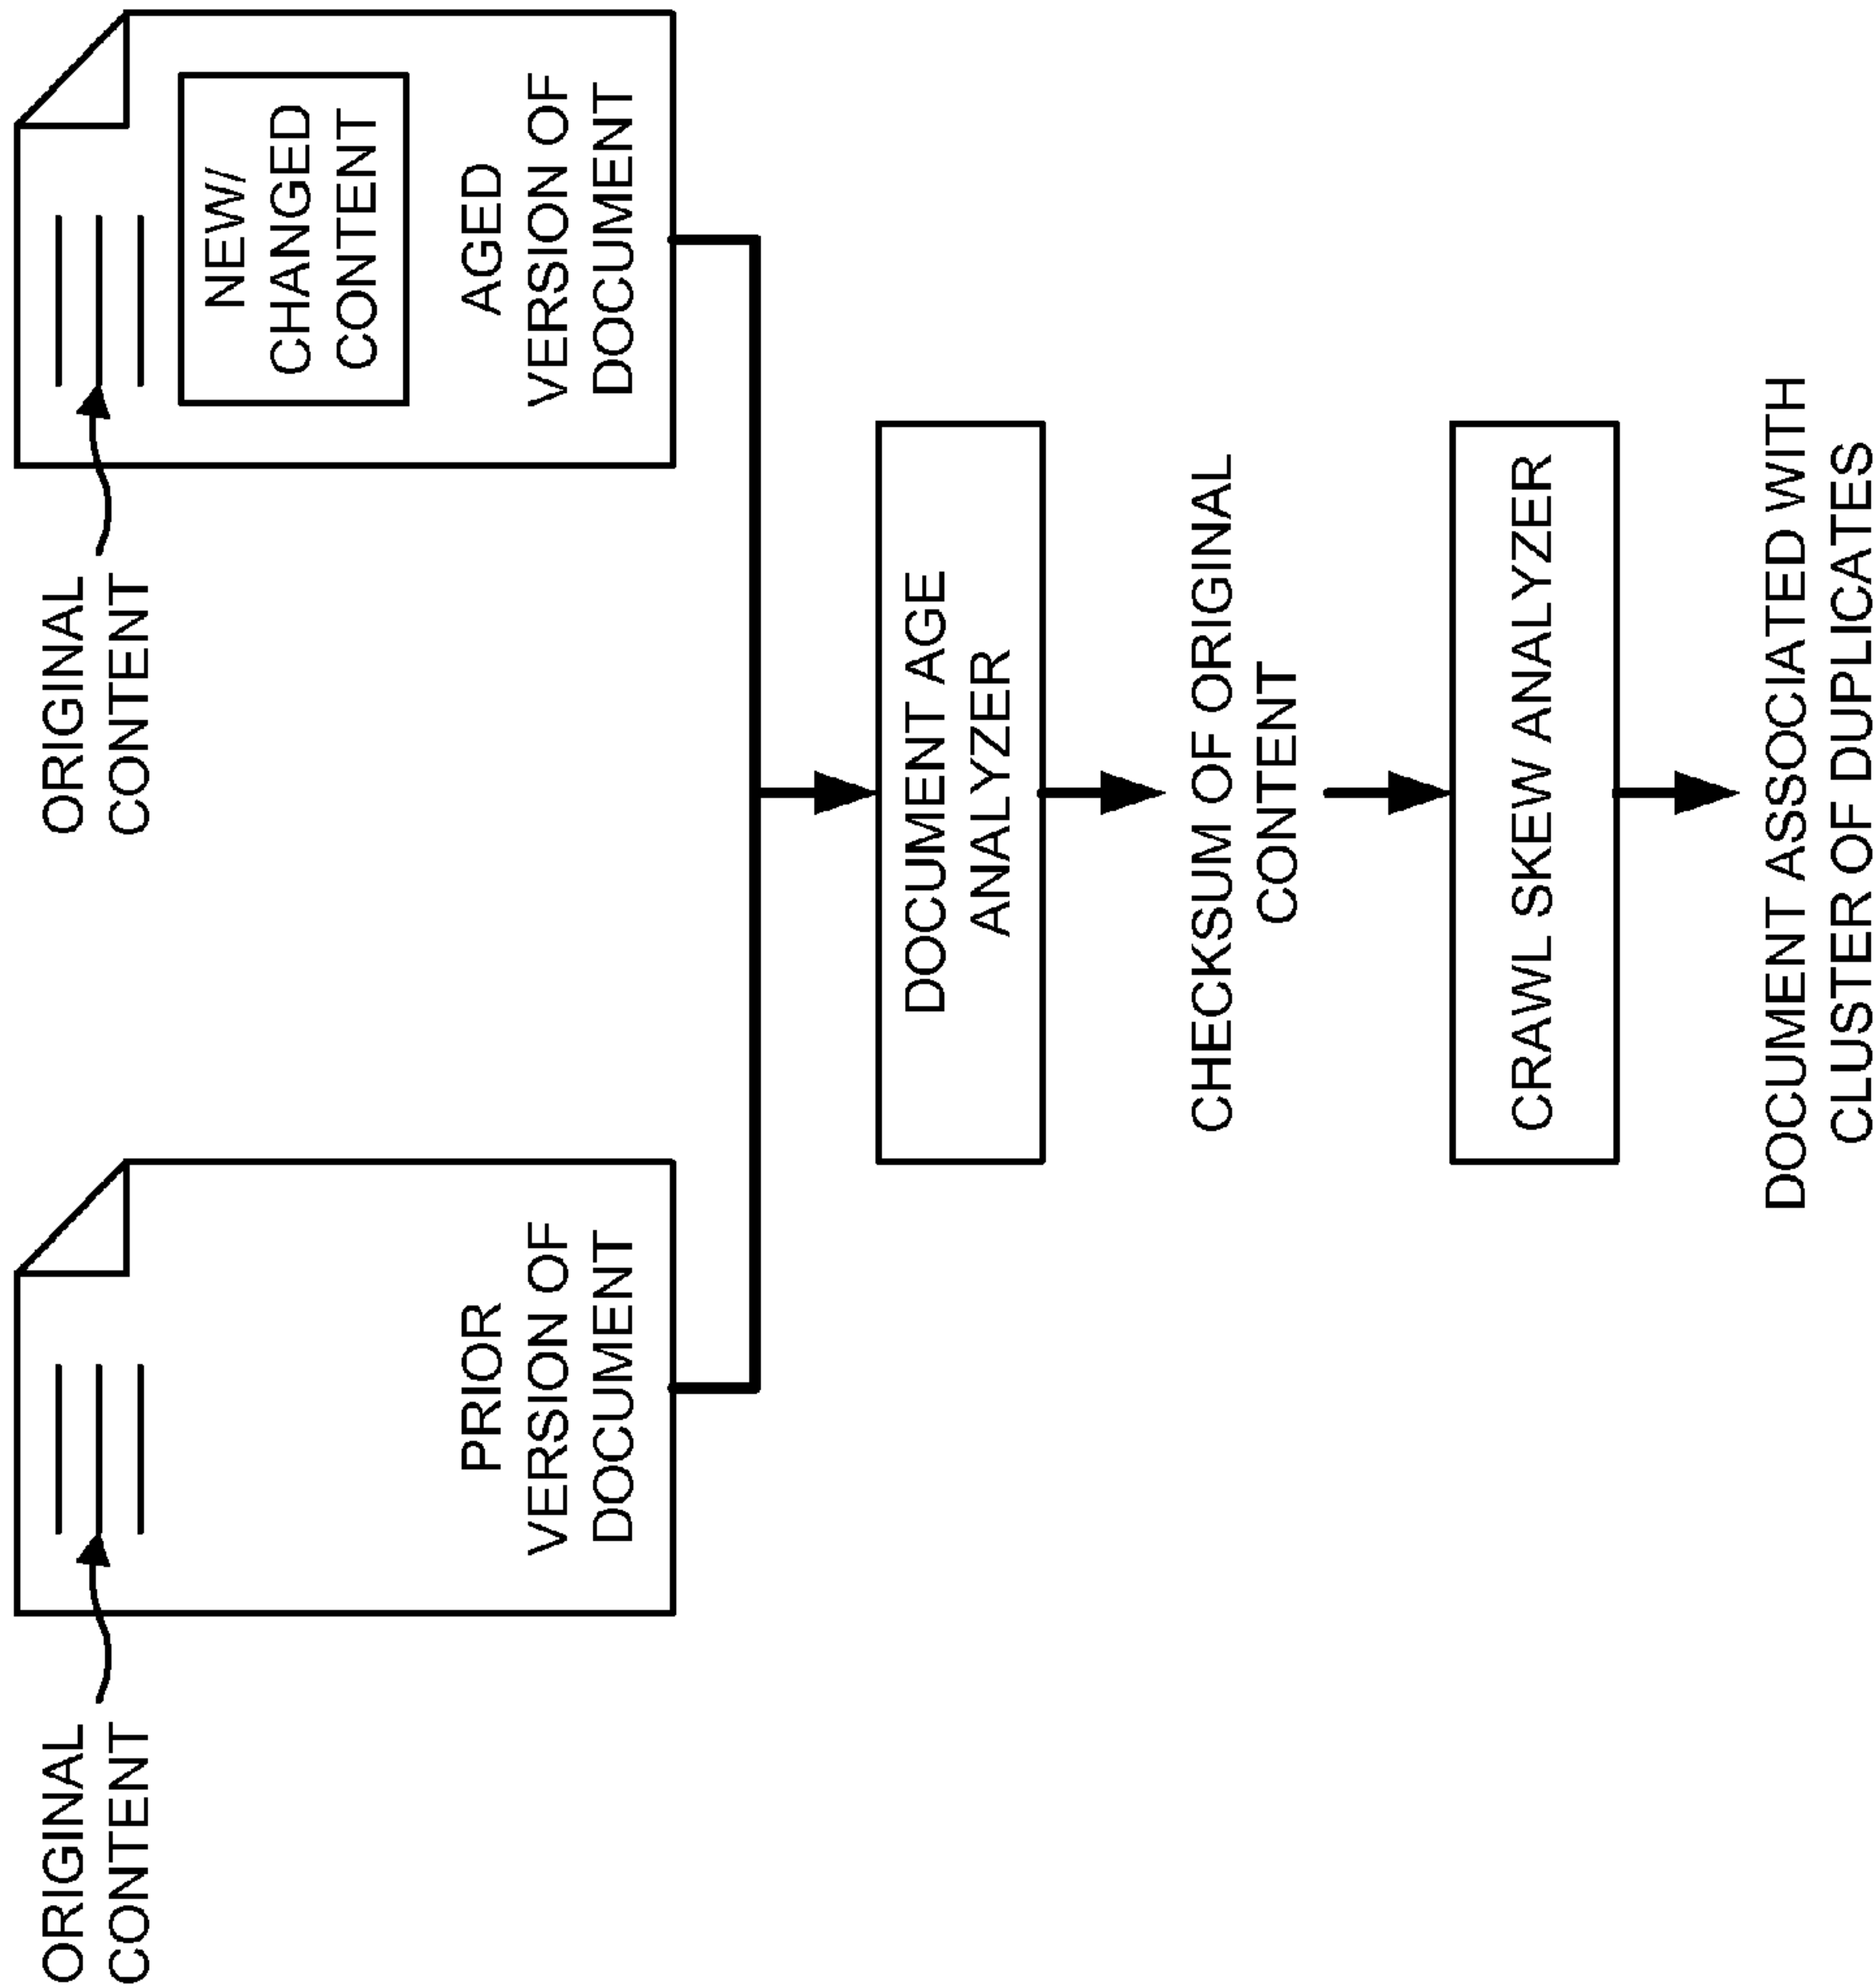 ORIGINAL
CONTENT
PRIOR
VERSION OF
DOCUMENT
ORIGINAL
CONTENT
NEW/
CHANGED
CONTENT
AGED
VERSION OF
DOCUMENT
DOCUMENT AGE
ANALYZER
CHECKSUM OF ORIGINAL
CONTENT
CRAWL SKEW ANALYZER
DOCUMENT ASSOCIATED WITH
CLUSTER OF DUPLICATES